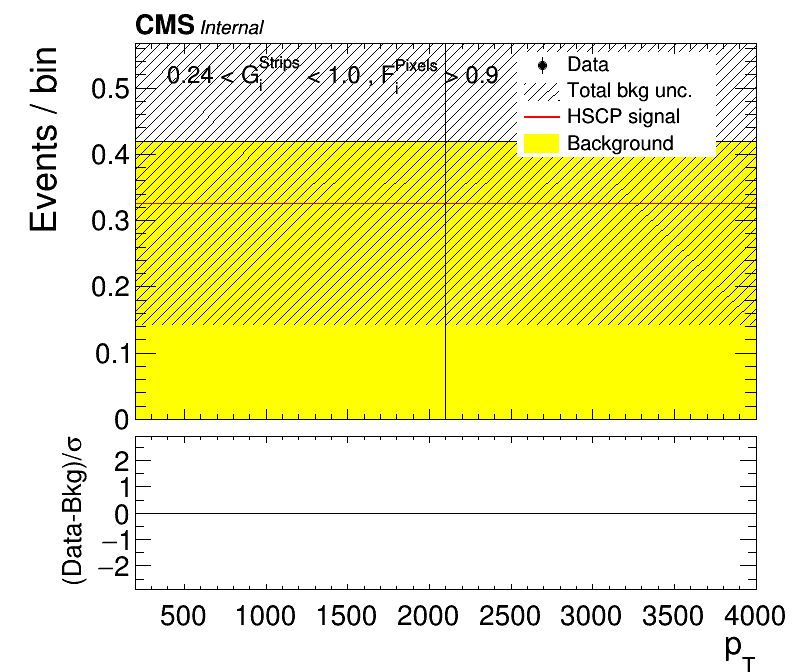 CMS Internal
0.24 < G_i^Strips < 1.0 , F_i^Pixels > 0.9
Data
Total bkg unc.
HSCP signal
Background
Events / bin
0.5
0.4
0.3
0.2
0.1
0
(Data-Bkg)/σ
2
1
0
−1
−2
500 1000 1500 2000 2500 3000 3500 4000
p_T